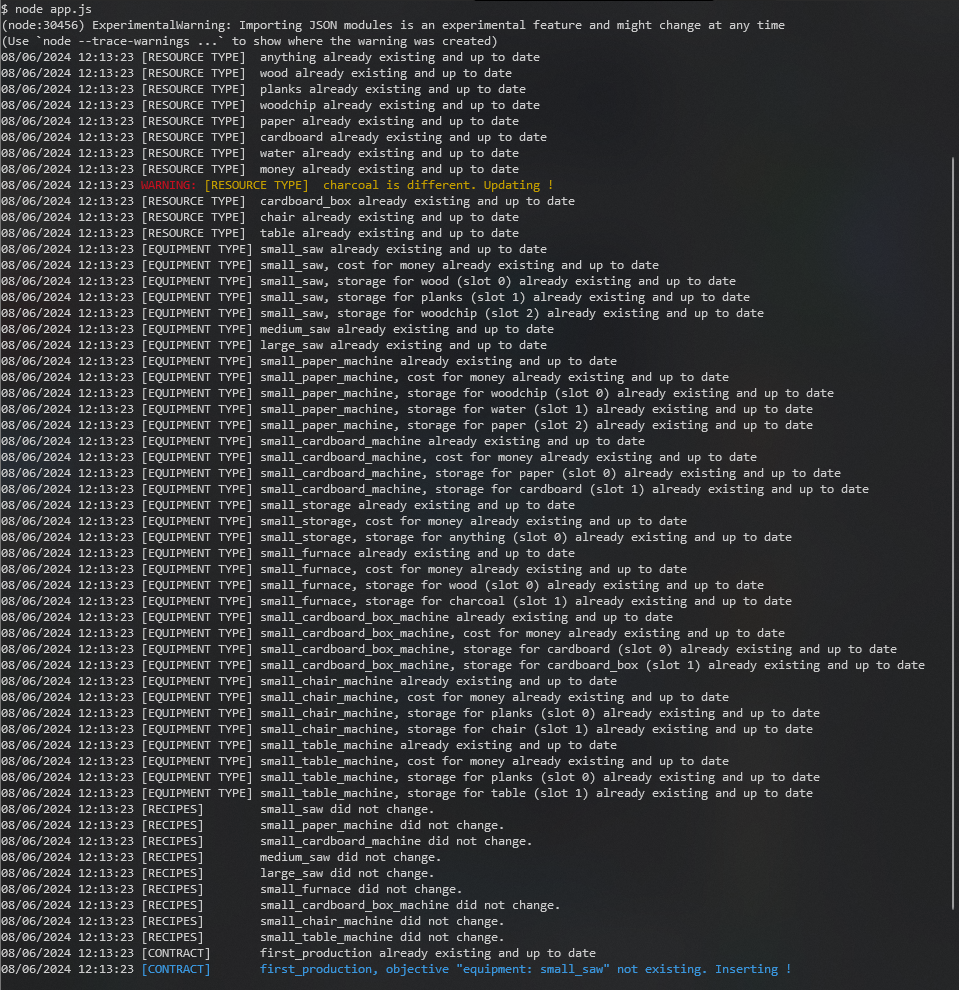 $ node app.js
(node:30456) ExperimentalWarning: Importing JSON modules is an experimental feature and might change at any time
(Use `node --trace-warnings ...` to show where the warning was created)
08/06/2024 12:13:23 [RESOURCE TYPE]  anything already existing and up to date
08/06/2024 12:13:23 [RESOURCE TYPE]  wood already existing and up to date
08/06/2024 12:13:23 [RESOURCE TYPE]  planks already existing and up to date
08/06/2024 12:13:23 [RESOURCE TYPE]  woodchip already existing and up to date
08/06/2024 12:13:23 [RESOURCE TYPE]  paper already existing and up to date
08/06/2024 12:13:23 [RESOURCE TYPE]  cardboard already existing and up to date
08/06/2024 12:13:23 [RESOURCE TYPE]  water already existing and up to date
08/06/2024 12:13:23 [RESOURCE TYPE]  money already existing and up to date
08/06/2024 12:13:23 WARNING: [RESOURCE TYPE]  charcoal is different. Updating !
08/06/2024 12:13:23 [RESOURCE TYPE]  cardboard_box already existing and up to date
08/06/2024 12:13:23 [RESOURCE TYPE]  chair already existing and up to date
08/06/2024 12:13:23 [RESOURCE TYPE]  table already existing and up to date
08/06/2024 12:13:23 [EQUIPMENT TYPE] small_saw already existing and up to date
08/06/2024 12:13:23 [EQUIPMENT TYPE] small_saw, cost for money already existing and up to date
08/06/2024 12:13:23 [EQUIPMENT TYPE] small_saw, storage for wood (slot 0) already existing and up to date
08/06/2024 12:13:23 [EQUIPMENT TYPE] small_saw, storage for planks (slot 1) already existing and up to date
08/06/2024 12:13:23 [EQUIPMENT TYPE] small_saw, storage for woodchip (slot 2) already existing and up to date
08/06/2024 12:13:23 [EQUIPMENT TYPE] medium_saw already existing and up to date
08/06/2024 12:13:23 [EQUIPMENT TYPE] large_saw already existing and up to date
08/06/2024 12:13:23 [EQUIPMENT TYPE] small_paper_machine already existing and up to date
08/06/2024 12:13:23 [EQUIPMENT TYPE] small_paper_machine, cost for money already existing and up to date
08/06/2024 12:13:23 [EQUIPMENT TYPE] small_paper_machine, storage for woodchip (slot 0) already existing and up to date
08/06/2024 12:13:23 [EQUIPMENT TYPE] small_paper_machine, storage for water (slot 1) already existing and up to date
08/06/2024 12:13:23 [EQUIPMENT TYPE] small_paper_machine, storage for paper (slot 2) already existing and up to date
08/06/2024 12:13:23 [EQUIPMENT TYPE] small_cardboard_machine already existing and up to date
08/06/2024 12:13:23 [EQUIPMENT TYPE] small_cardboard_machine, cost for money already existing and up to date
08/06/2024 12:13:23 [EQUIPMENT TYPE] small_cardboard_machine, storage for paper (slot 0) already existing and up to date
08/06/2024 12:13:23 [EQUIPMENT TYPE] small_cardboard_machine, storage for cardboard (slot 1) already existing and up to date
08/06/2024 12:13:23 [EQUIPMENT TYPE] small_storage already existing and up to date
08/06/2024 12:13:23 [EQUIPMENT TYPE] small_storage, cost for money already existing and up to date
08/06/2024 12:13:23 [EQUIPMENT TYPE] small_storage, storage for anything (slot 0) already existing and up to date
08/06/2024 12:13:23 [EQUIPMENT TYPE] small_furnace already existing and up to date
08/06/2024 12:13:23 [EQUIPMENT TYPE] small_furnace, cost for money already existing and up to date
08/06/2024 12:13:23 [EQUIPMENT TYPE] small_furnace, storage for wood (slot 0) already existing and up to date
08/06/2024 12:13:23 [EQUIPMENT TYPE] small_furnace, storage for charcoal (slot 1) already existing and up to date
08/06/2024 12:13:23 [EQUIPMENT TYPE] small_cardboard_box_machine already existing and up to date
08/06/2024 12:13:23 [EQUIPMENT TYPE] small_cardboard_box_machine, cost for money already existing and up to date
08/06/2024 12:13:23 [EQUIPMENT TYPE] small_cardboard_box_machine, storage for cardboard (slot 0) already existing and up to date
08/06/2024 12:13:23 [EQUIPMENT TYPE] small_cardboard_box_machine, storage for cardboard_box (slot 1) already existing and up to date
08/06/2024 12:13:23 [EQUIPMENT TYPE] small_chair_machine already existing and up to date
08/06/2024 12:13:23 [EQUIPMENT TYPE] small_chair_machine, cost for money already existing and up to date
08/06/2024 12:13:23 [EQUIPMENT TYPE] small_chair_machine, storage for planks (slot 0) already existing and up to date
08/06/2024 12:13:23 [EQUIPMENT TYPE] small_chair_machine, storage for chair (slot 1) already existing and up to date
08/06/2024 12:13:23 [EQUIPMENT TYPE] small_table_machine already existing and up to date
08/06/2024 12:13:23 [EQUIPMENT TYPE] small_table_machine, cost for money already existing and up to date
08/06/2024 12:13:23 [EQUIPMENT TYPE] small_table_machine, storage for planks (slot 0) already existing and up to date
08/06/2024 12:13:23 [EQUIPMENT TYPE] small_table_machine, storage for table (slot 1) already existing and up to date
08/06/2024 12:13:23 [RECIPES]        small_saw did not change.
08/06/2024 12:13:23 [RECIPES]        small_paper_machine did not change.
08/06/2024 12:13:23 [RECIPES]        small_cardboard_machine did not change.
08/06/2024 12:13:23 [RECIPES]        medium_saw did not change.
08/06/2024 12:13:23 [RECIPES]        large_saw did not change.
08/06/2024 12:13:23 [RECIPES]        small_furnace did not change.
08/06/2024 12:13:23 [RECIPES]        small_cardboard_box_machine did not change.
08/06/2024 12:13:23 [RECIPES]        small_chair_machine did not change.
08/06/2024 12:13:23 [RECIPES]        small_table_machine did not change.
08/06/2024 12:13:23 [CONTRACT]       first_production already existing and up to date
08/06/2024 12:13:23 [CONTRACT]       first_production, objective "equipment: small_saw" not existing. Inserting !